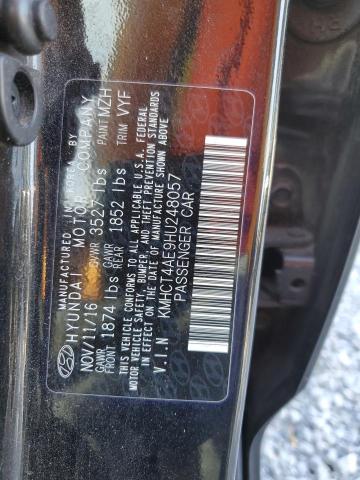 MANUFACTURED IN KOREA BY
HYUNDAI MOTOR COMPANY
NOV/11/16 GVWR 3527 lbs PAINT MZH
GAWR FRONT 1874 lbs GAWR REAR 1852 lbs TRIM VYF
THIS VEHICLE CONFORMS TO ALL APPLICABLE U.S.A. FEDERAL
MOTOR VEHICLE SAFETY, BUMPER, AND THEFT PREVENTION STANDARDS
IN EFFECT ON THE DATE OF MANUFACTURE SHOWN ABOVE
V.I.N KMHCT4AE9HU248057
PASSENGER CAR